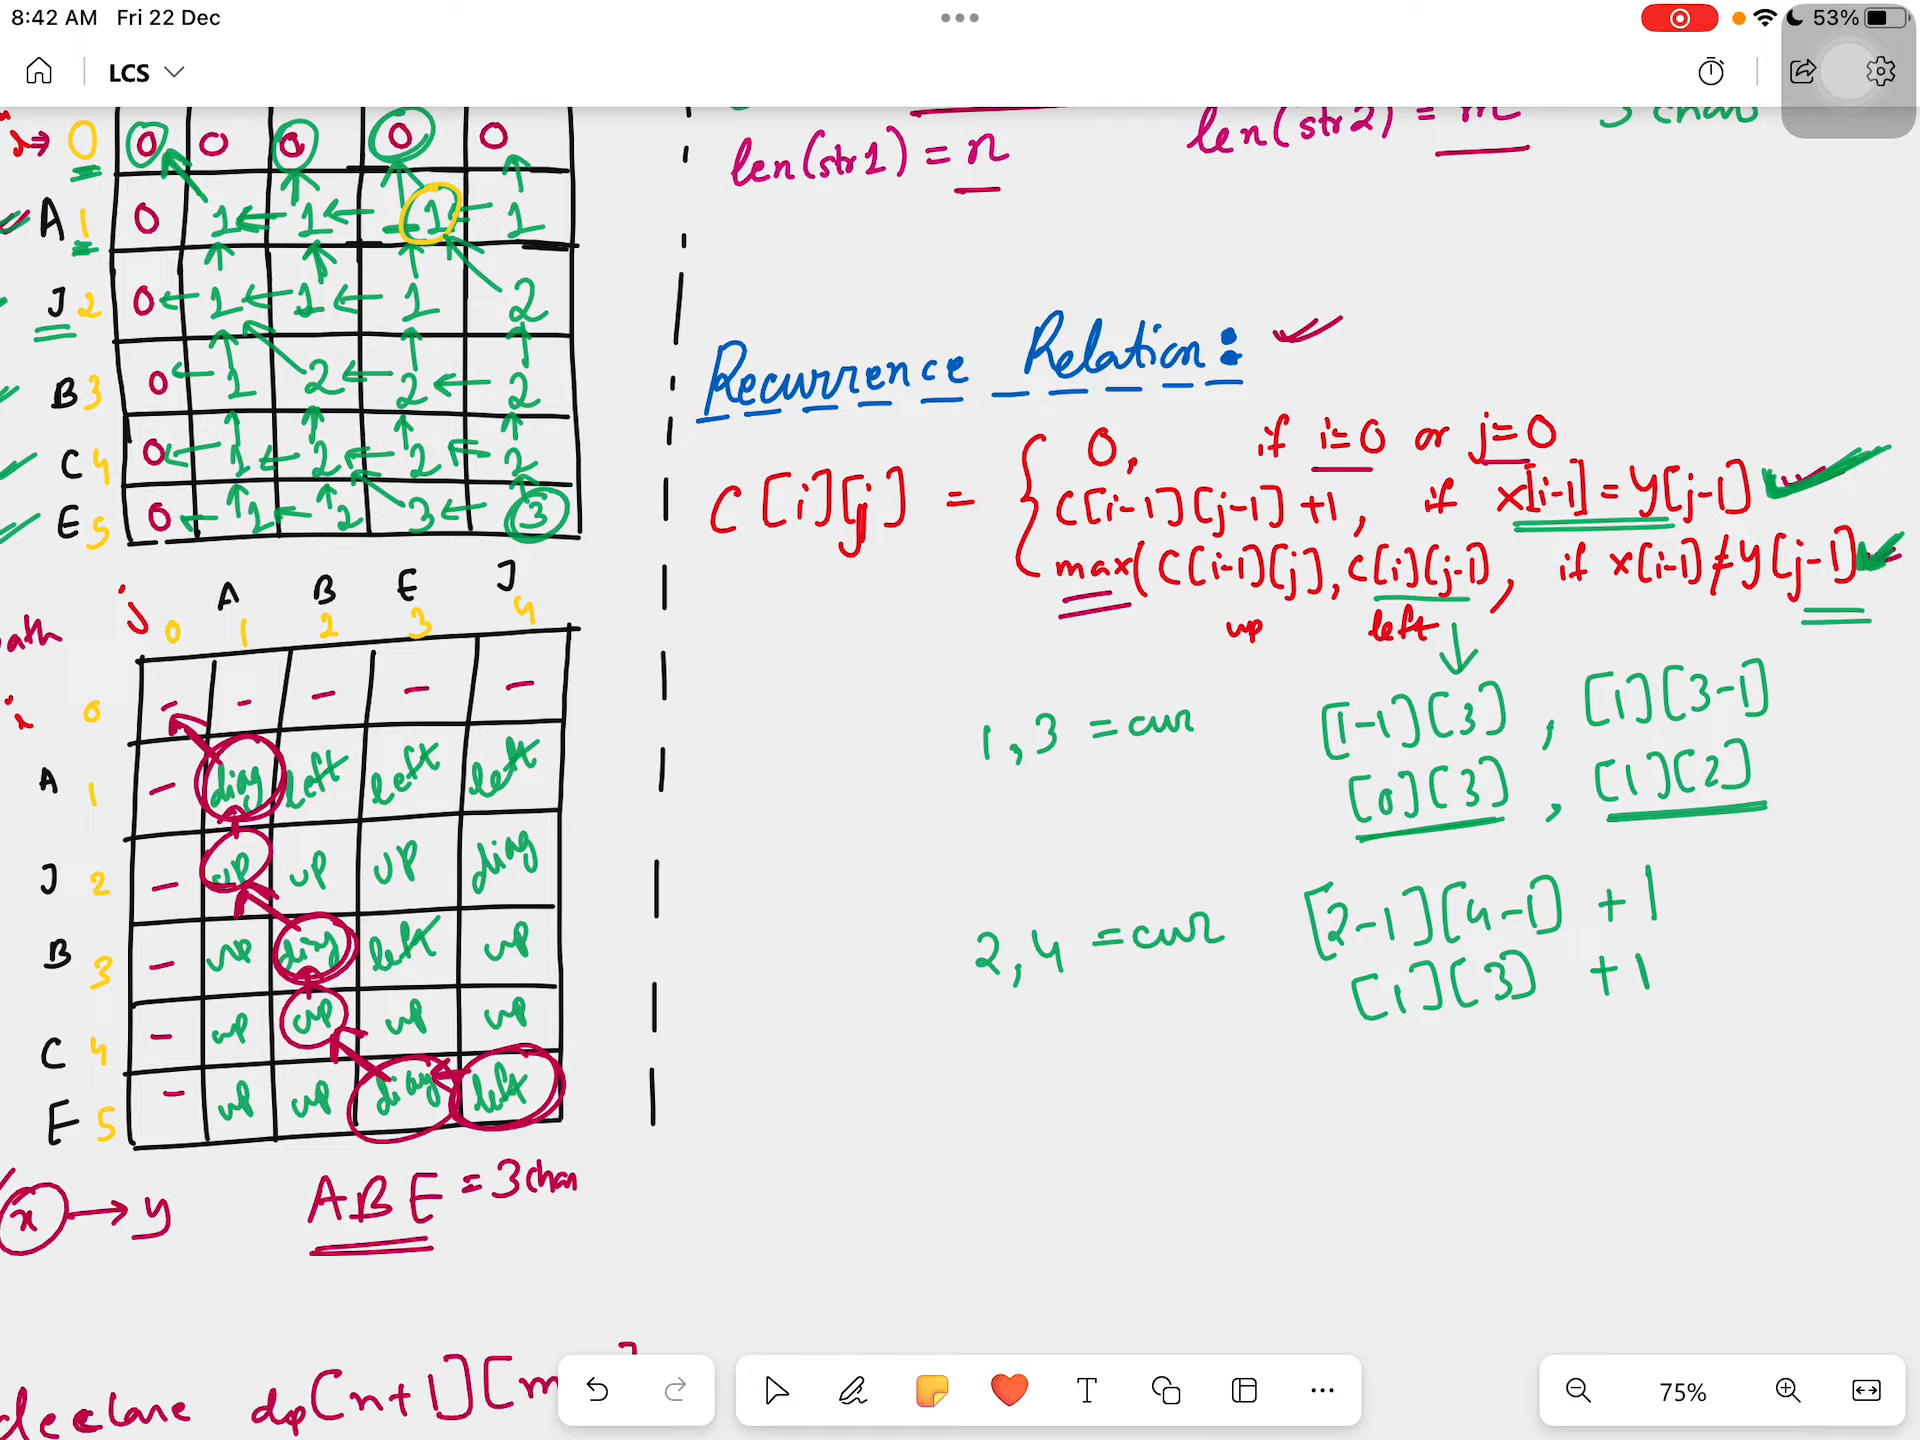 8:42 AM Fri 22 Dec
53%
LCS
i → 0 0 0 0 0 0
A 1 0 1 1 1 1
J 2 0 1 1 1 2
B 3 0 1 2 2 2
C 4 0 1 2 2 2
E 5 0 1 2 3 3
j A B E J
0 1 2 3 4
i 0 - - - - -
A 1 - diag left left left
J 2 - up up up diag
B 3 - up diag left up
C 4 - up up up up
E 5 - up up diag left
x → y
ABE = 3 char
declare dp[n+1][m
len(str1) = n
len(str2) = m
3 char
Recurrence Relation:
C[i][j] =
0, if i=0 or j=0
C[i-1][j-1] +1, if x[i-1] = y[j-1]
max(C[i-1][j], C[i][j-1], if x[i-1] ≠ y[j-1]
up left
1,3 = cur [1-1][3] , [1][3-1]
[0][3] , [1][2]
2,4 = cur [2-1][4-1] +1
[1][3] +1
75%